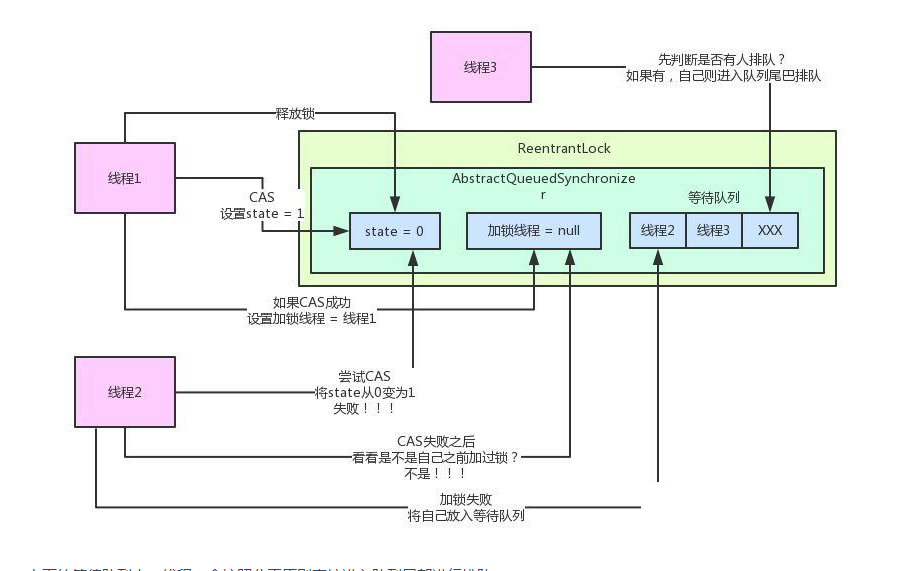 线程3
先判断是否有人排队？
如果有，自己则进入队列尾巴排队
释放锁
ReentrantLock
线程1
AbstractQueuedSynchronize
r
CAS
设置state = 1
等待队列
state = 0
加锁线程 = null
线程2
线程3
XXX
如果CAS成功
设置加锁线程 = 线程1
线程2
尝试CAS
将state从0变为1
失败！！！
CAS失败之后
看看是不是自己之前加过锁？
不是！！！
加锁失败
将自己放入等待队列